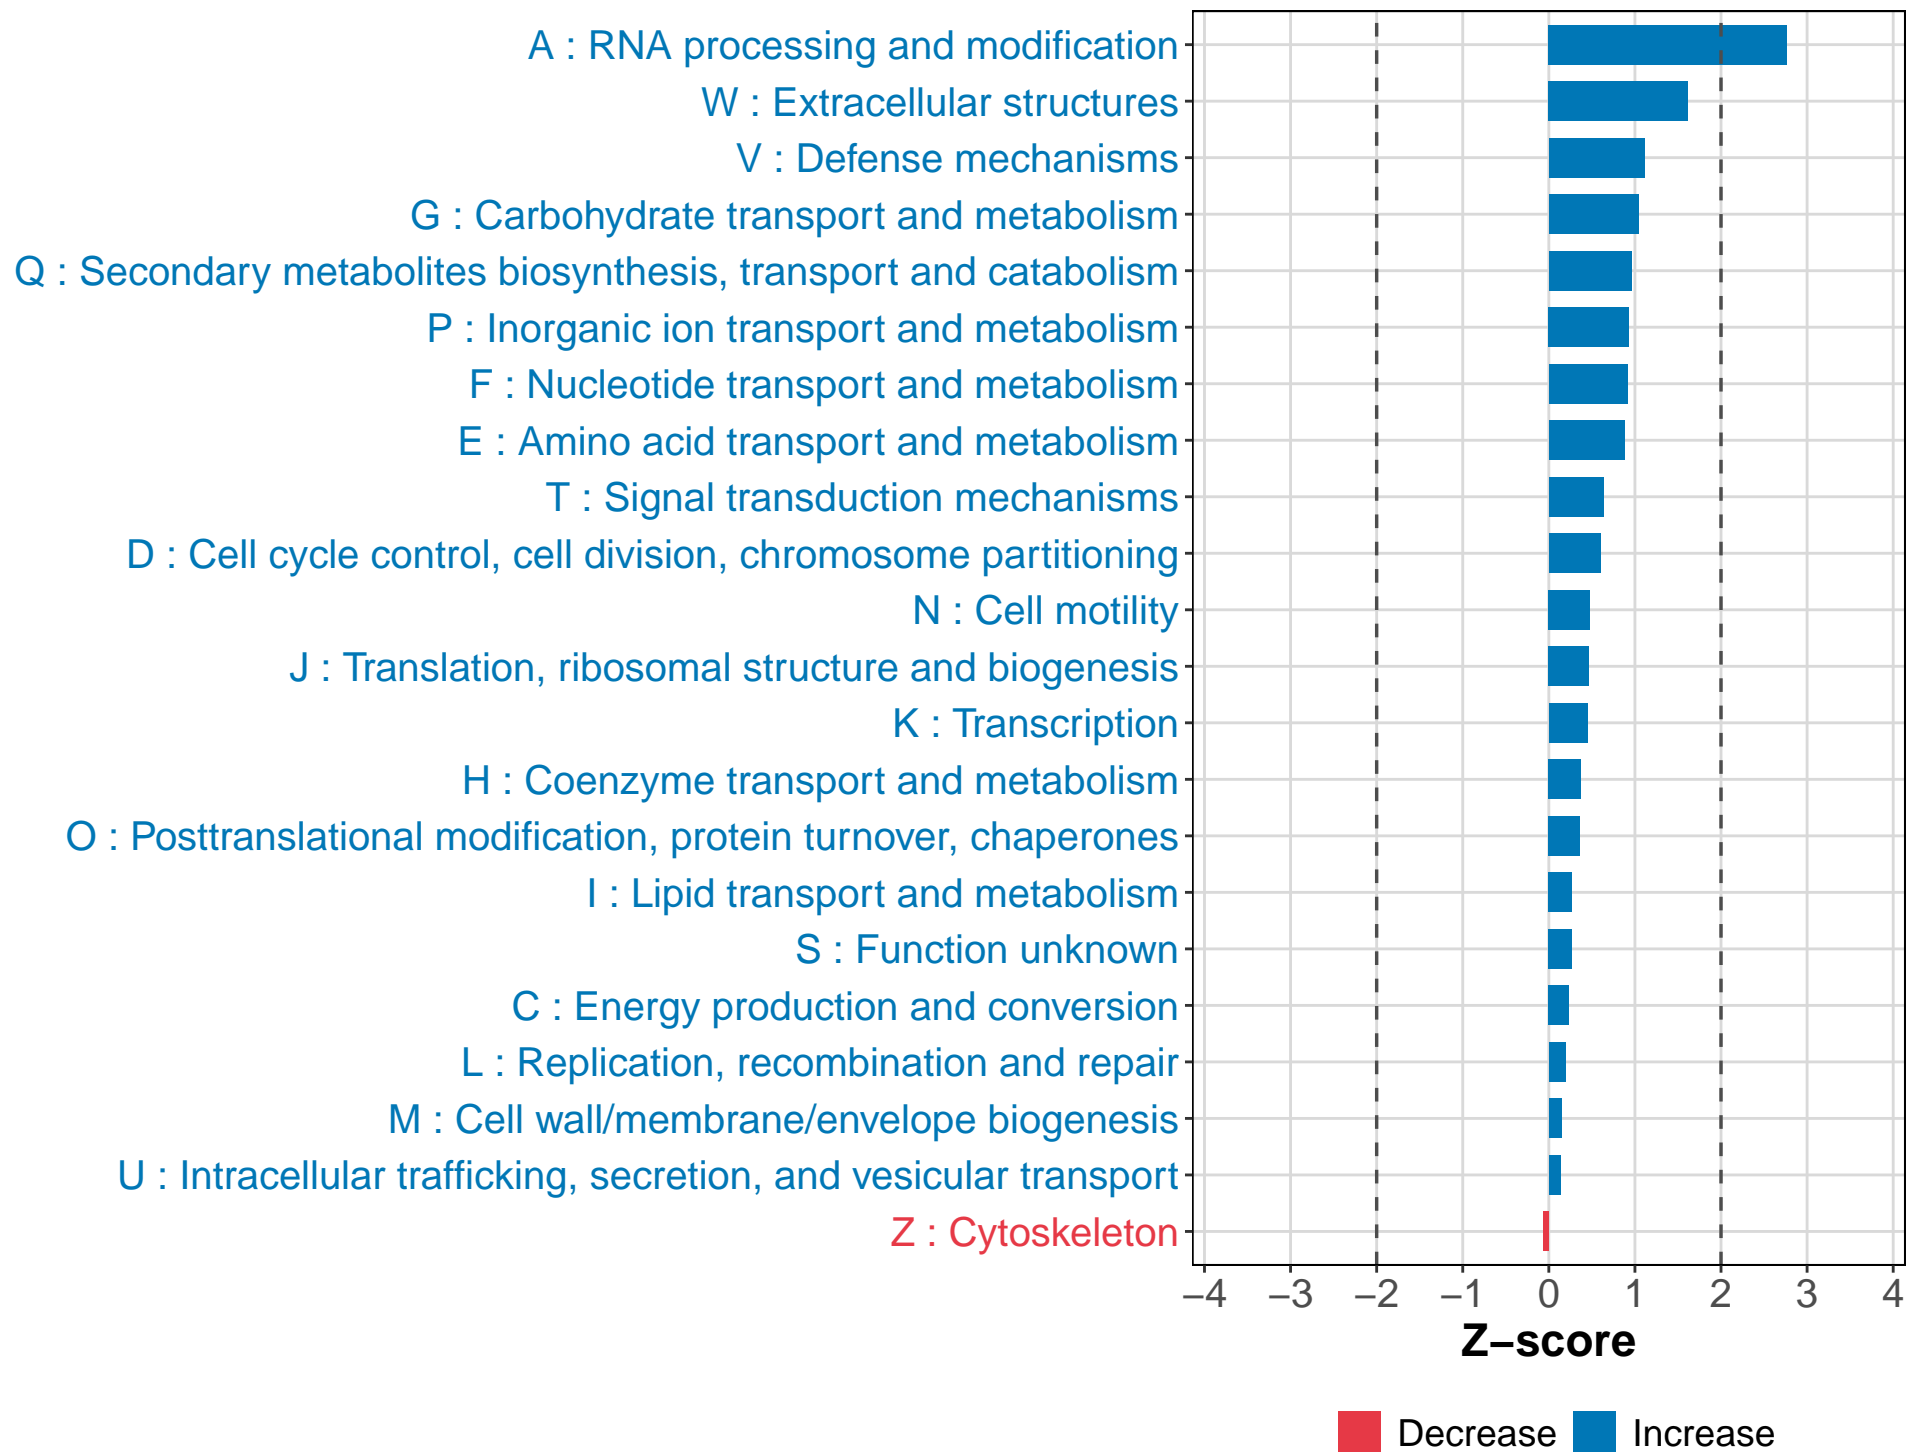 A : RNA processing and modification
W : Extracellular structures
V : Defense mechanisms
G : Carbohydrate transport and metabolism
Q : Secondary metabolites biosynthesis, transport and catabolism
P : Inorganic ion transport and metabolism
F : Nucleotide transport and metabolism
E : Amino acid transport and metabolism
T : Signal transduction mechanisms
D : Cell cycle control, cell division, chromosome partitioning
N : Cell motility
J : Translation, ribosomal structure and biogenesis
K : Transcription
H : Coenzyme transport and metabolism
O : Posttranslational modification, protein turnover, chaperones
I : Lipid transport and metabolism
S : Function unknown
C : Energy production and conversion
L : Replication, recombination and repair
M : Cell wall/membrane/envelope biogenesis
U : Intracellular trafficking, secretion, and vesicular transport
Z : Cytoskeleton
−4 −3 −2 −1 0 1 2 3 4
Z−score
Decrease Increase